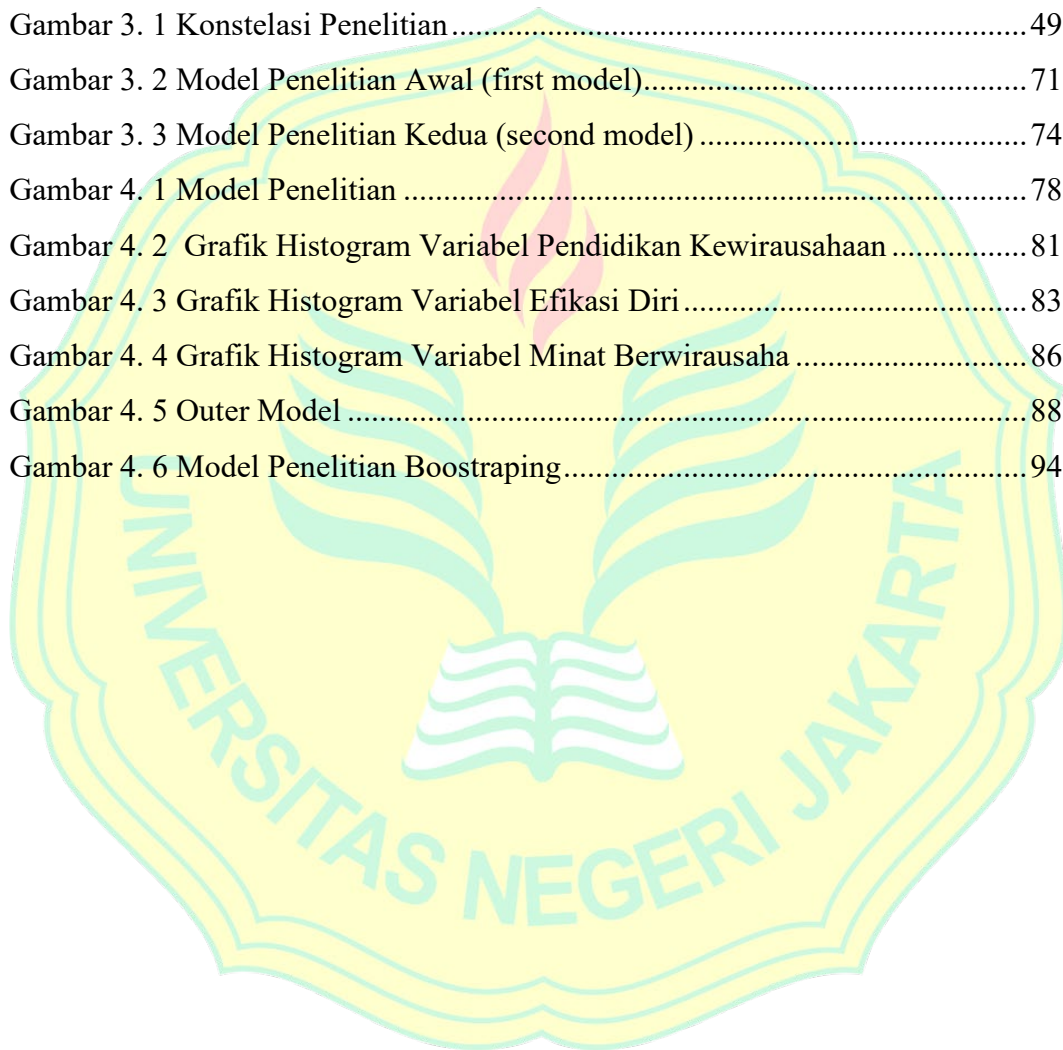 Gambar 3. 1 Konstelasi Penelitian.......................................................................................49
Gambar 3. 2 Model Penelitian Awal (first model)..........................................................71
Gambar 3. 3 Model Penelitian Kedua (second model) .................................................74
Gambar 4. 1 Model Penelitian ..............................................................................................78
Gambar 4. 2  Grafik Histogram Variabel Pendidikan Kewirausahaan ....................81
Gambar 4. 3 Grafik Histogram Variabel Efikasi Diri ....................................................83
Gambar 4. 4 Grafik Histogram Variabel Minat Berwirausaha ...................................86
Gambar 4. 5 Outer Model ......................................................................................................88
Gambar 4. 6 Model Penelitian Boostraping......................................................................94
UNIVERSITAS NEGERI JAKARTA